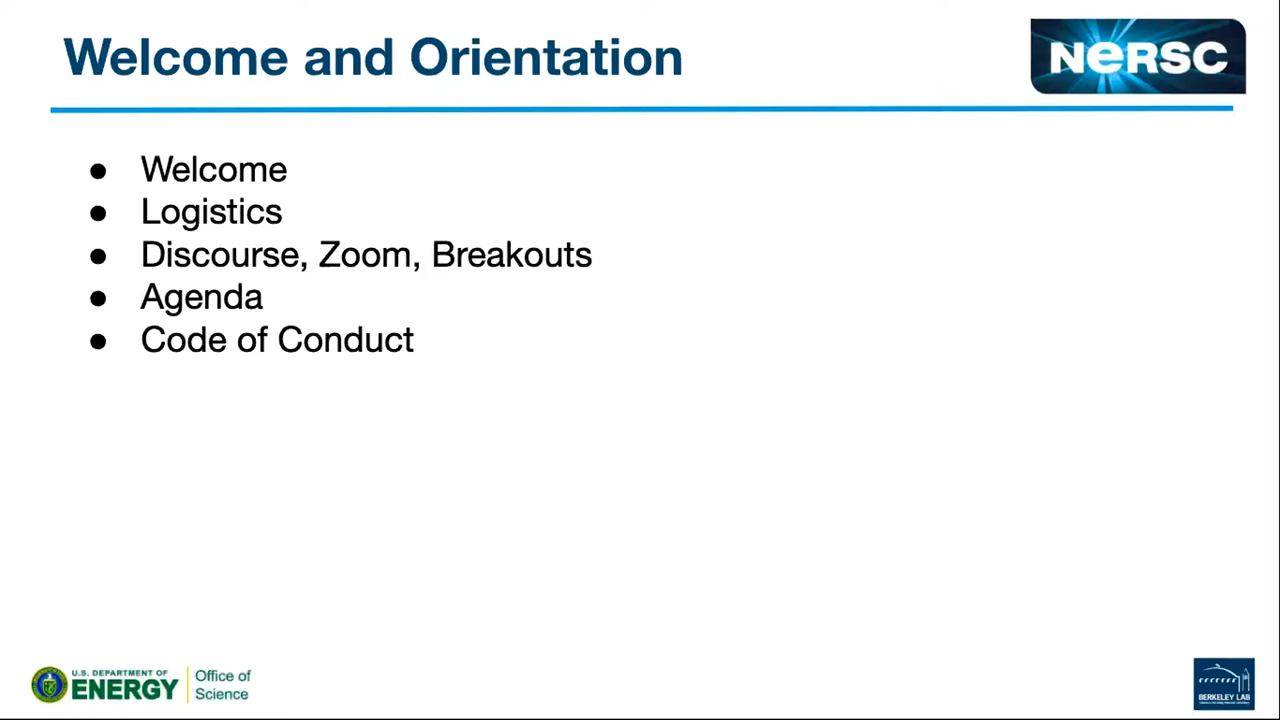 Welcome and Orientation
NERSC
● Welcome
● Logistics
● Discourse, Zoom, Breakouts
● Agenda
● Code of Conduct
U.S. DEPARTMENT OF
ENERGY
Office of
Science
BERKELEY LAB